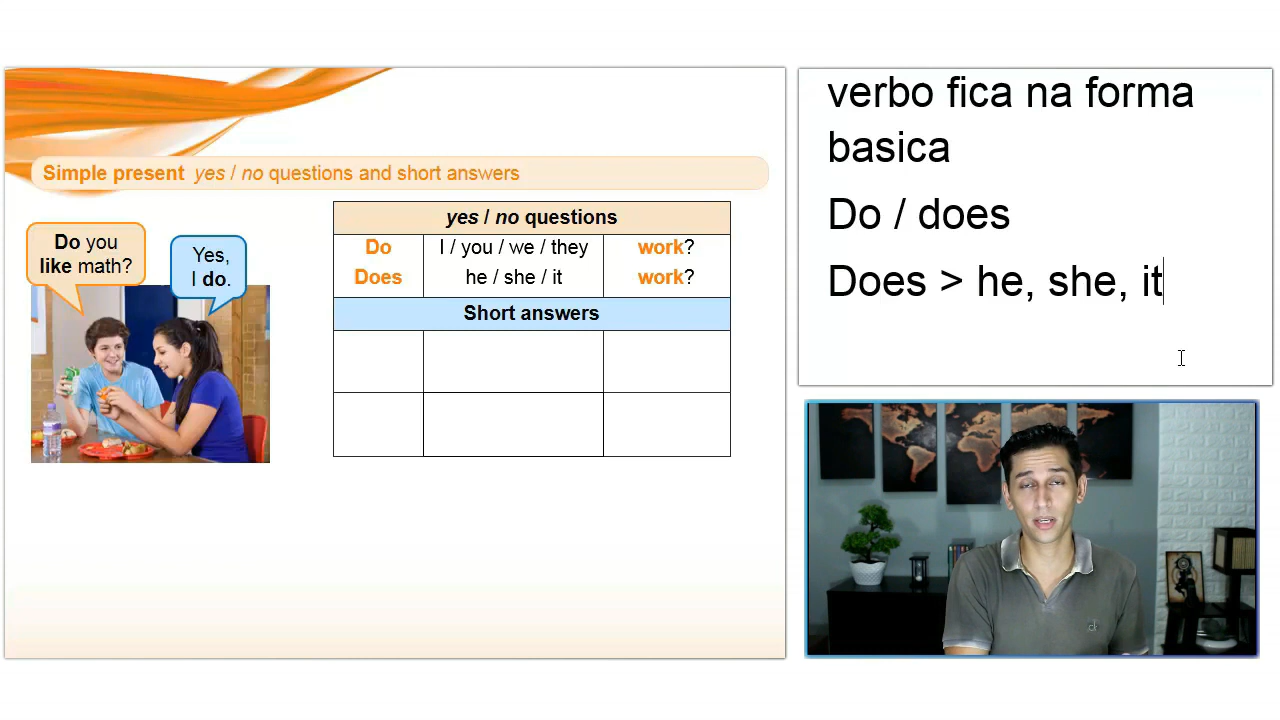 Simple present yes / no questions and short answers
Do you
like math?
Yes,
I do.
yes / no questions
Do I / you / we / they work?
Does he / she / it work?
Short answers
verbo fica na forma
basica
Do / does
Does > he, she, it